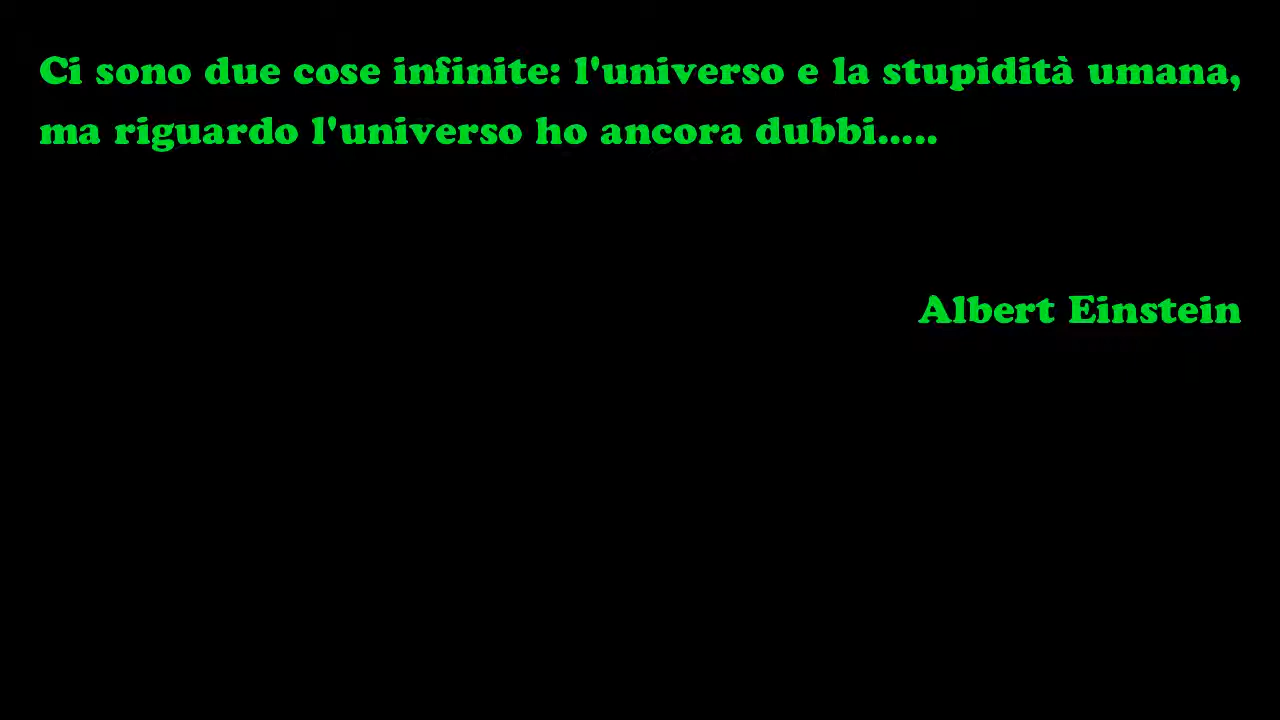 Ci sono due cose infinite: l'universo e la stupidità umana,
ma riguardo l'universo ho ancora dubbi.....
Albert Einstein